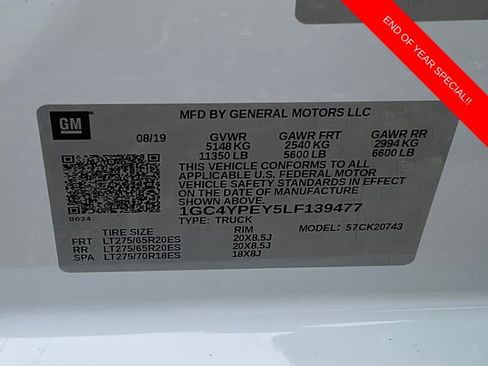 END OF YEAR SPECIAL!!
MFD BY GENERAL MOTORS LLC
GM
08/19 GVWR GAWR FRT GAWR RR
5148 KG 2540 KG 2994 KG
11350 LB 5600 LB 6600 LB
THIS VEHICLE CONFORMS TO ALL
APPLICABLE U.S. FEDERAL MOTOR
VEHICLE SAFETY STANDARDS IN
EFFECT ON THE DATE OF MANUFACTURE
SHOWN ABOVE.
1GC4YPEY5LF139477
8624
TYPE: TRUCK MODEL: 57CK20743
TIRE SIZE RIM
FRT LT275/65R20ES 20X8.5J
RR LT275/65R20ES 20X8.5J
SPA LT275/70R18ES 18X8J